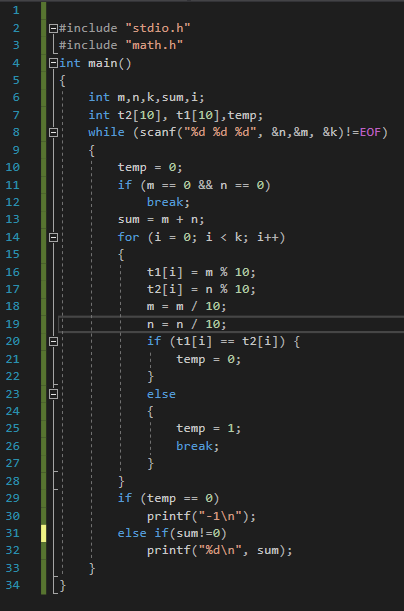 1
2 #include "stdio.h"
3 #include "math.h"
4 int main()
5 {
6 int m,n,k,sum,i;
7 int t2[10], t1[10],temp;
8 while (scanf("%d %d %d", &n,&m, &k)!=EOF)
9 {
10 temp = 0;
11 if (m == 0 && n == 0)
12 break;
13 sum = m + n;
14 for (i = 0; i < k; i++)
15 {
16 t1[i] = m % 10;
17 t2[i] = n % 10;
18 m = m / 10;
19 n = n / 10;
20 if (t1[i] == t2[i]) {
21 temp = 0;
22 }
23 else
24 {
25 temp = 1;
26 break;
27 }
28 }
29 if (temp == 0)
30 printf("-1\n");
31 else if(sum!=0)
32 printf("%d\n", sum);
33 }
34 }